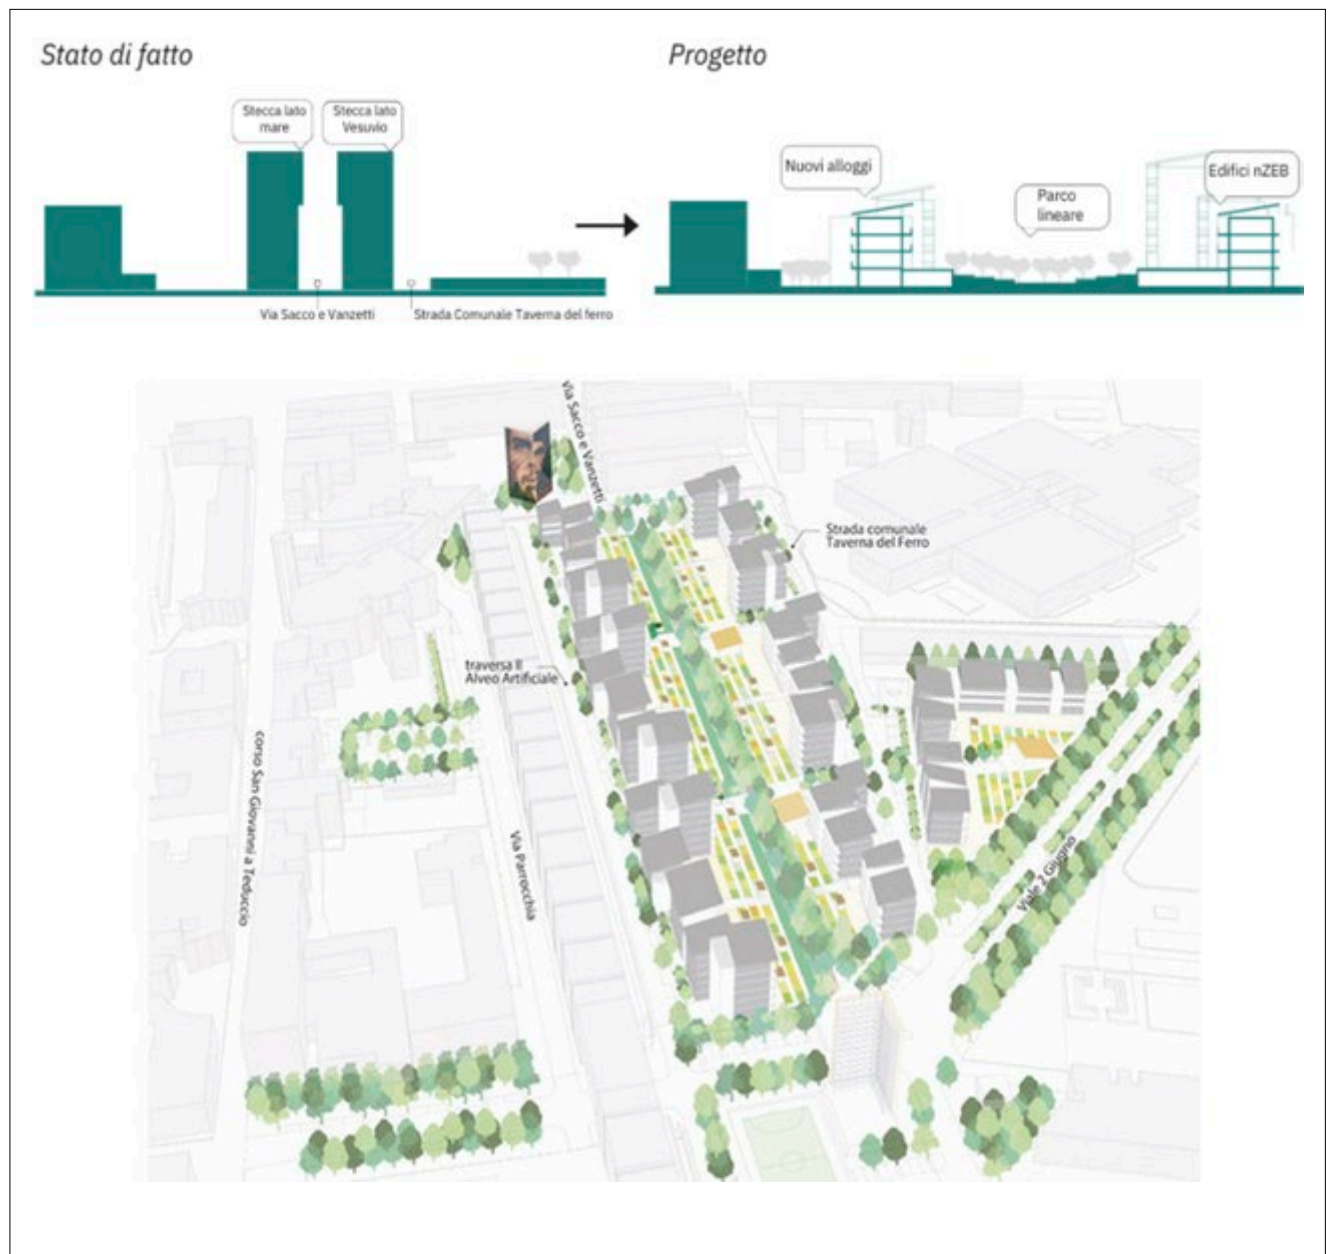 Stato di fatto
Progetto
Stecca lato
mare
Stecca lato
Vesuvio
Via Sacco e Vanzetti
Strada Comunale Taverna del ferro
Nuovi alloggi
Parco
lineare
Edifici nZEB
Via Sacco e Vanzetti
Strada comunale
Taverna del Ferro
traversa II
Alveo Artificiale
corso San Giovanni a Teduccio
Via Parrocchia
Viale 2 Giugno